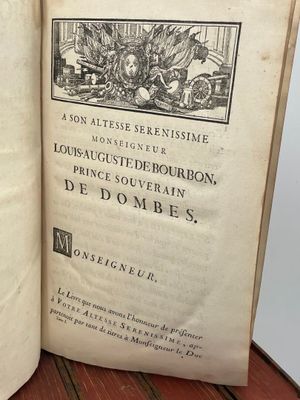 A SON ALTESSE SERENISSIME
MONSEIGNEUR
LOUIS-AUGUSTE DE BOURBON,
PRINCE SOUVERAIN
DE DOMBES.
MONSEIGNEUR,
Le Livre que nous avons l'honneur de présenter
à VOTRE ALTESSE SERENISSIME, ap-
partenoit par tant de titres à Monseigneur le Duc
Tome I.